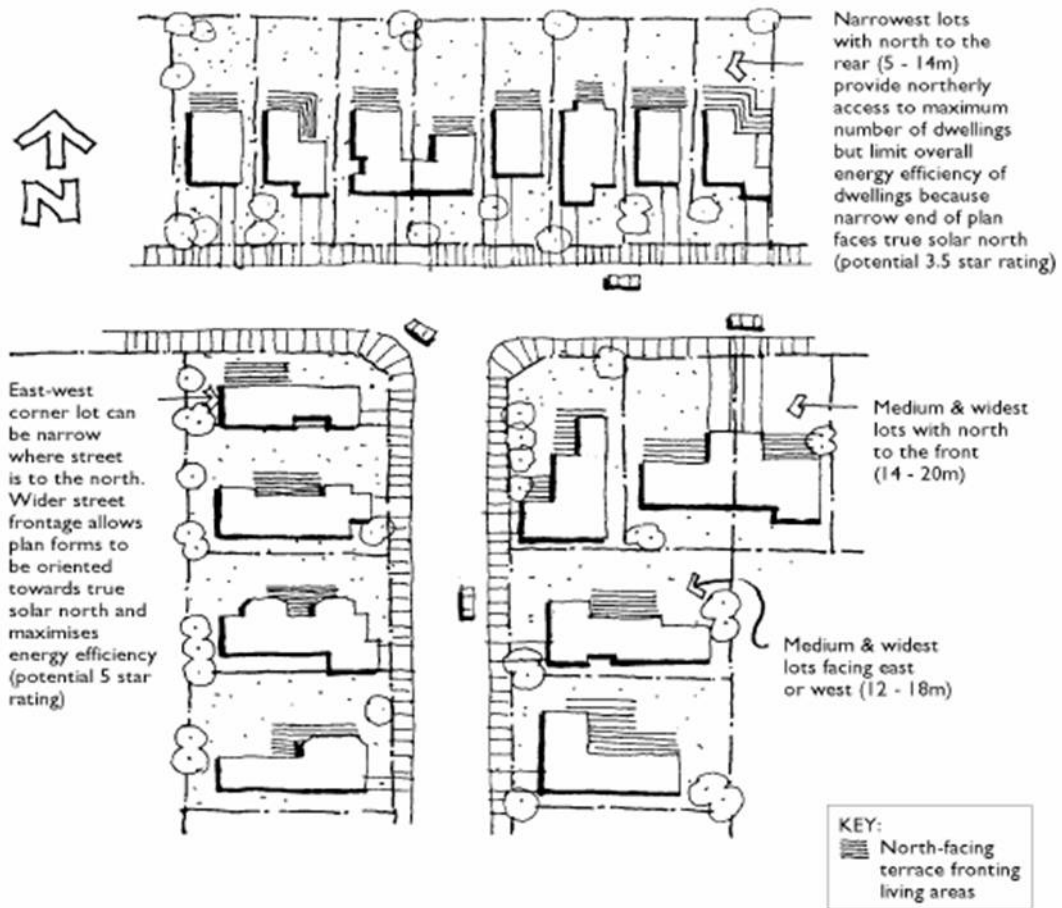 Narrowest lots
with north to the
rear (5 - 14m)
provide northerly
access to maximum
number of dwellings
but limit overall
energy efficiency of
dwellings because
narrow end of plan
faces true solar north
(potential 3.5 star rating)
N
East-west
corner lot can
be narrow
where street
is to the north.
Wider street
frontage allows
plan forms to
be oriented
towards true
solar north and
maximises
energy efficiency
(potential 5 star
rating)
Medium & widest
lots with north
to the front
(14 - 20m)
Medium & widest
lots facing east
or west (12 - 18m)
KEY:
North-facing
terrace fronting
living areas